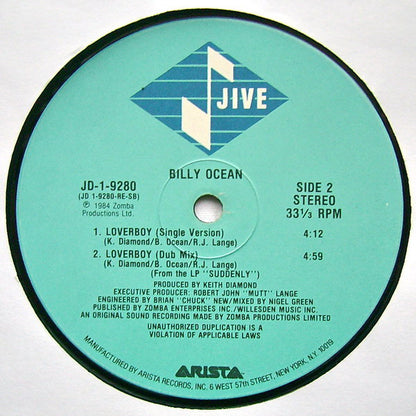 JIVE
BILLY OCEAN
JD-1-9280
(JD 1-9280-RE-SB)
℗ 1984 Zomba
Productions Ltd.
SIDE 2
STEREO
33⅓ RPM
1. LOVERBOY (Single Version) 4:12
(K. Diamond/B. Ocean/R.J. Lange)
2. LOVERBOY (Dub Mix) 4:59
(K. Diamond/B. Ocean/R.J. Lange)
(From the LP "SUDDENLY")
PRODUCED BY KEITH DIAMOND
EXECUTIVE PRODUCER: ROBERT JOHN "MUTT" LANGE
ENGINEERED BY BRIAN "CHUCK" NEW/MIXED BY NIGEL GREEN
PUBLISHED BY ZOMBA ENTERPRISES INC./WILLESDEN MUSIC INC.
AN ORIGINAL SOUND RECORDING MADE BY ZOMBA PRODUCTIONS LIMITED
UNAUTHORIZED DUPLICATION IS A
VIOLATION OF APPLICABLE LAWS
ARISTA
MANUFACTURED BY ARISTA RECORDS, INC. 6 WEST 57th STREET, NEW YORK, N.Y. 10019